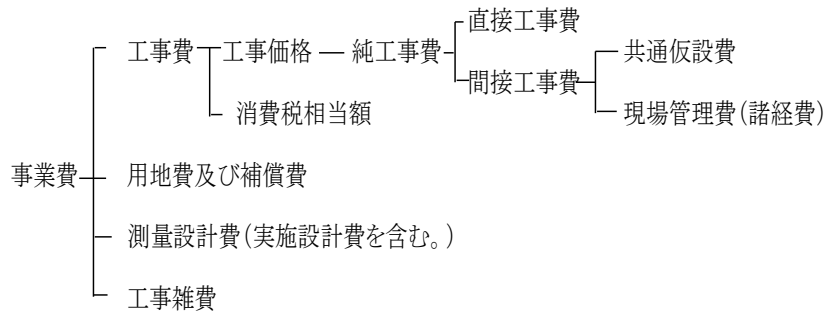 直接工事費
工事費 工事価格 純工事費
間接工事費 共通仮設費
消費税相当額 現場管理費(諸経費)
事業費 用地費及び補償費
測量設計費(実施設計費を含む。)
工事雑費